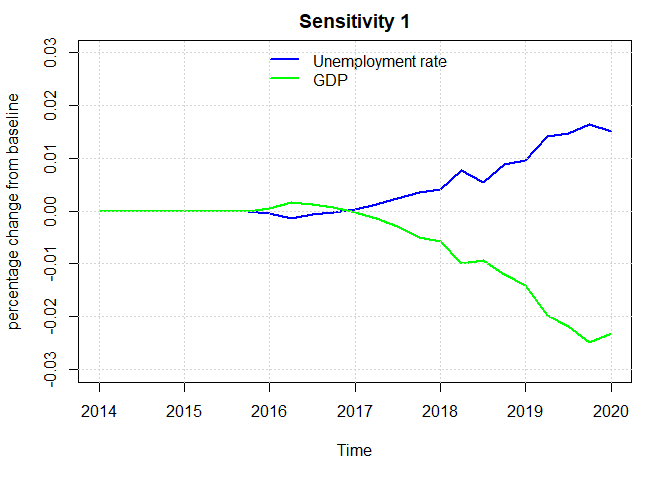 Sensitivity 1
Unemployment rate
GDP
percentage change from baseline
0.03
0.02
0.01
0.00
-0.01
-0.02
-0.03
2014 2015 2016 2017 2018 2019 2020
Time